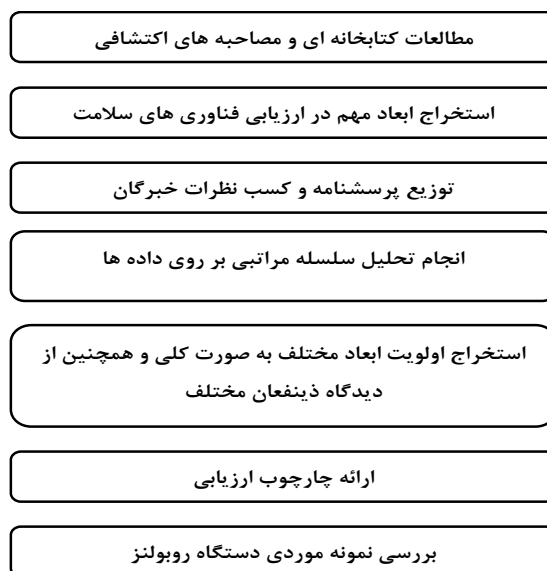 مطالعات کتابخانه ای و مصاحبه های اکتشافی
استخراج ابعاد مهم در ارزیابی فناوری های سلامت
توزیع پرسشنامه و کسب نظرات خبرگان
انجام تحلیل سلسله مراتبی بر روی داده ها
استخراج اولویت ابعاد مختلف به صورت کلی و همچنین از
دیدگاه ذینفعان مختلف
ارائه چارچوب ارزیابی
بررسی نمونه موردی دستگاه روبولنز